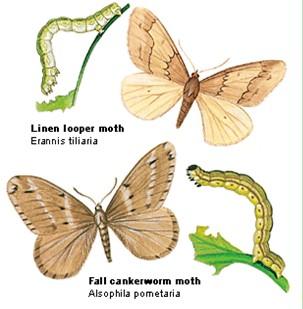 Linen looper moth
Erannis tiliaria
Fall cankerworm moth
Alsophila pometaria